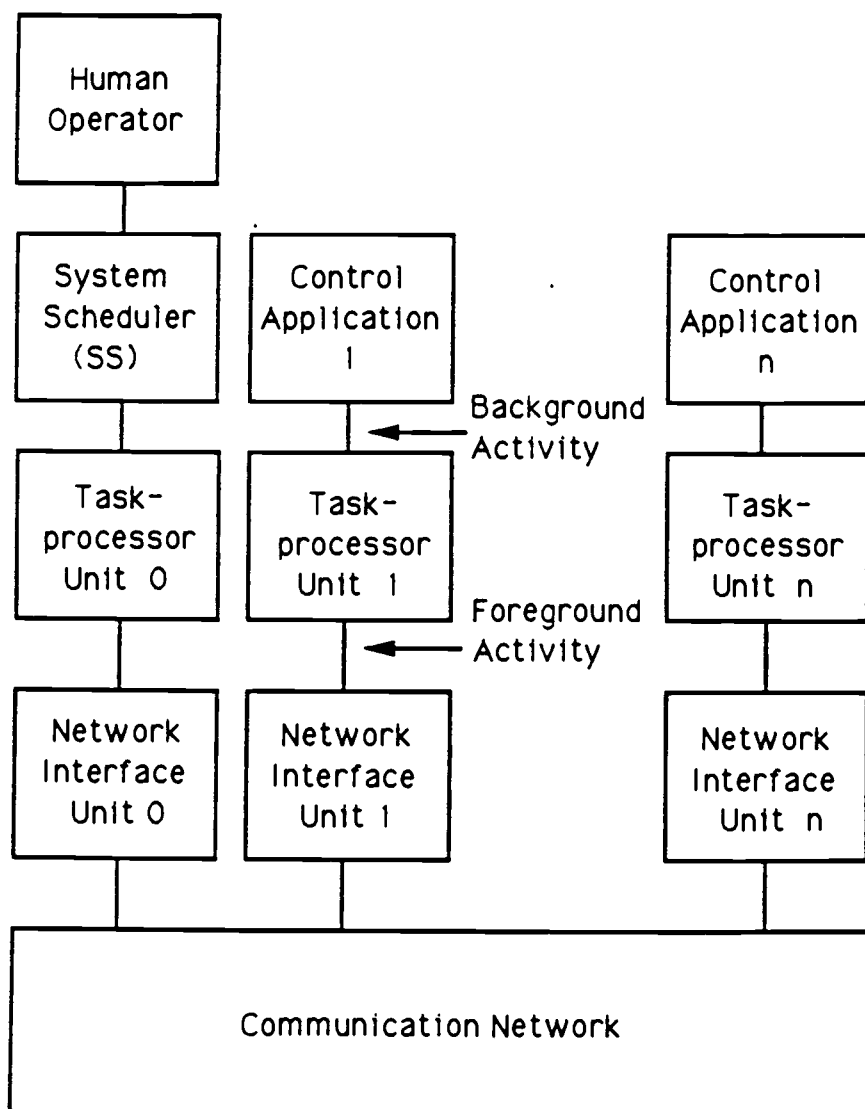 Human
Operator
System
Scheduler
(SS)
Control
Application
1
Control
Application
n
Background
Activity
Task-
processor
Unit 0
Task-
processor
Unit 1
Task-
processor
Unit n
Foreground
Activity
Network
Interface
Unit 0
Network
Interface
Unit 1
Network
Interface
Unit n
Communication Network